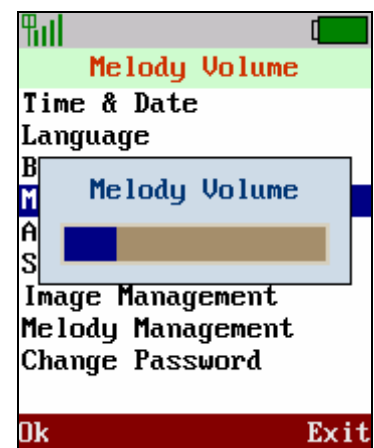 Melody Volume
Time & Date
Language
B
M
Melody Volume
A
S
Image Management
Melody Management
Change Password
Ok Exit